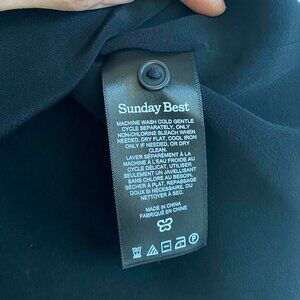 Sunday Best
MACHINE WASH COLD GENTLE
CYCLE SEPARATELY, ONLY
NON-CHLORINE BLEACH WHEN
NEEDED. DRY FLAT, COOL IRON
ONLY IF NEEDED, OR DRY
CLEAN.
LAVER SÉPARÉMENT À LA
MACHINE À L'EAU FROIDE AU
CYCLE DÉLICAT. UTILISER
SEULEMENT UN JAVELLISANT
SANS CHLORE AU BESOIN.
SÉCHER À PLAT. REPASSAGE
DOUX SI NÉCESSAIRE, OU
NETTOYER À SEC.
MADE IN CHINA
FABRIQUÉ EN CHINE